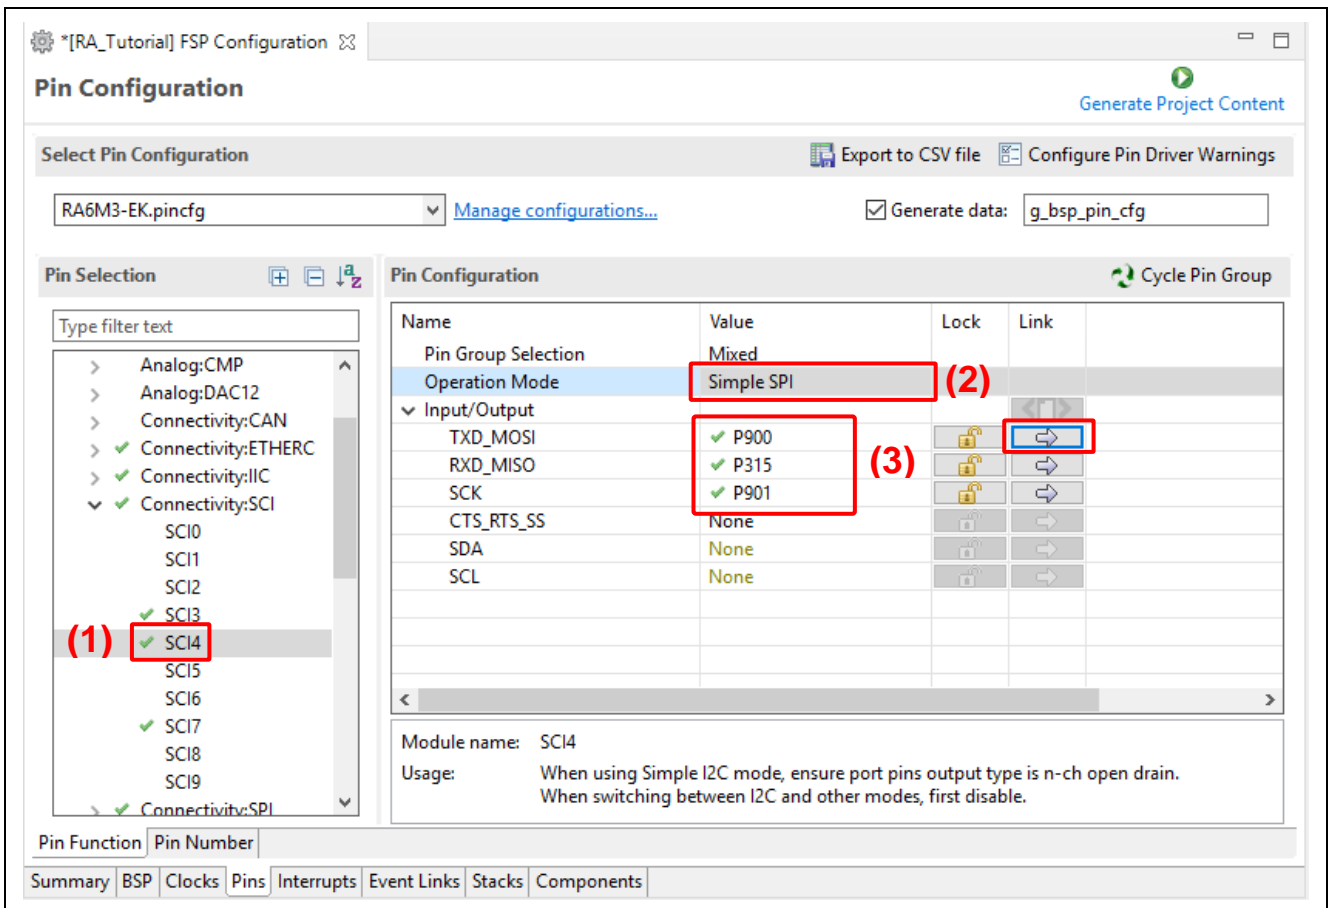 *[RA_Tutorial] FSP Configuration
Pin Configuration
Generate Project Content
Select Pin Configuration
Export to CSV file
Configure Pin Driver Warnings
RA6M3-EK.pincfg
Manage configurations...
Generate data:
g_bsp_pin_cfg
Pin Selection
Type filter text
Analog:CMP
Analog:DAC12
Connectivity:CAN
Connectivity:ETHERC
Connectivity:IIC
Connectivity:SCI
SCI0
SCI1
SCI2
SCI3
(1) SCI4
SCI5
SCI6
SCI7
SCI8
SCI9
Connectivity:SPI
Pin Configuration
Cycle Pin Group
Name Value Lock Link
Pin Group Selection Mixed
Operation Mode Simple SPI (2)
Input/Output
TXD_MOSI P900
RXD_MISO P315 (3)
SCK P901
CTS_RTS_SS None
SDA None
SCL None
Module name: SCI4
Usage: When using Simple I2C mode, ensure port pins output type is n-ch open drain.
When switching between I2C and other modes, first disable.
Pin Function Pin Number
Summary BSP Clocks Pins Interrupts Event Links Stacks Components